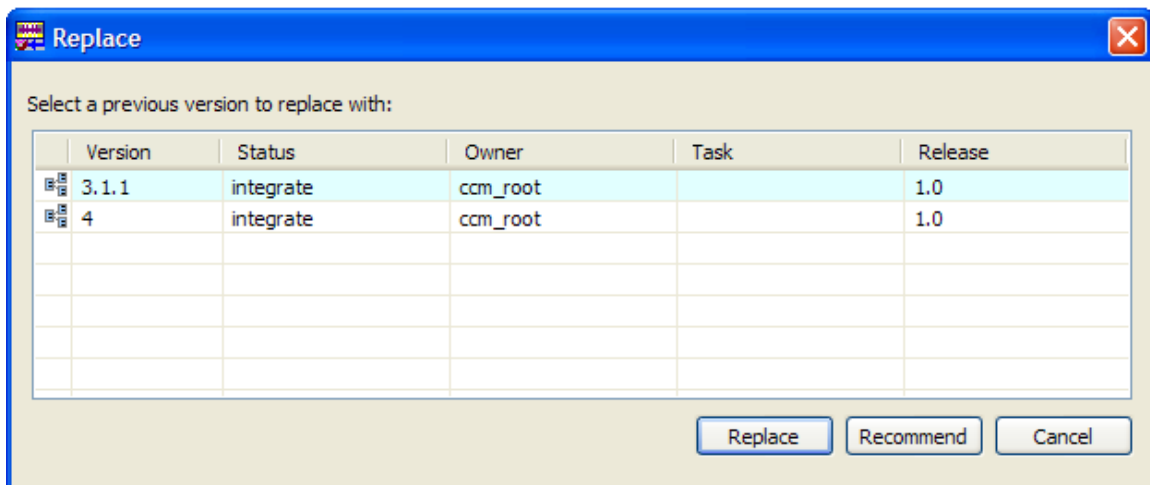 Replace
Select a previous version to replace with:
Version Status Owner Task Release
3.1.1 integrate ccm_root 1.0
4 integrate ccm_root 1.0
Replace Recommend Cancel